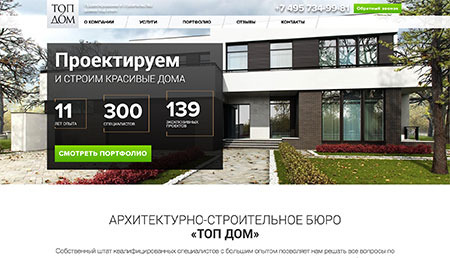 ТОП
ДОМ
+7 495 734-99-81
Обратный звонок
О КОМПАНИИ УСЛУГИ ПОРТФОЛИО ОТЗЫВЫ КОНТАКТЫ
Проектируем
И СТРОИМ КРАСИВЫЕ ДОМА
11 300 139
ЛЕТ ОПЫТА СПЕЦИАЛИСТОВ ЭКСКЛЮЗИВНЫХ
ПРОЕКТОВ
СМОТРЕТЬ ПОРТФОЛИО
АРХИТЕКТУРНО-СТРОИТЕЛЬНОЕ БЮРО
«ТОП ДОМ»
Собственный штат квалифицированных специалистов с большим опытом позволяет нам решать все вопросы по